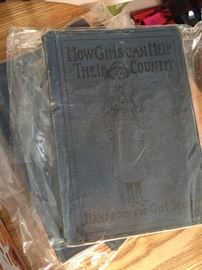 HOW GIRLS CAN HELP
THEIR COUNTRY
HANDBOOK FOR GIRL SCO